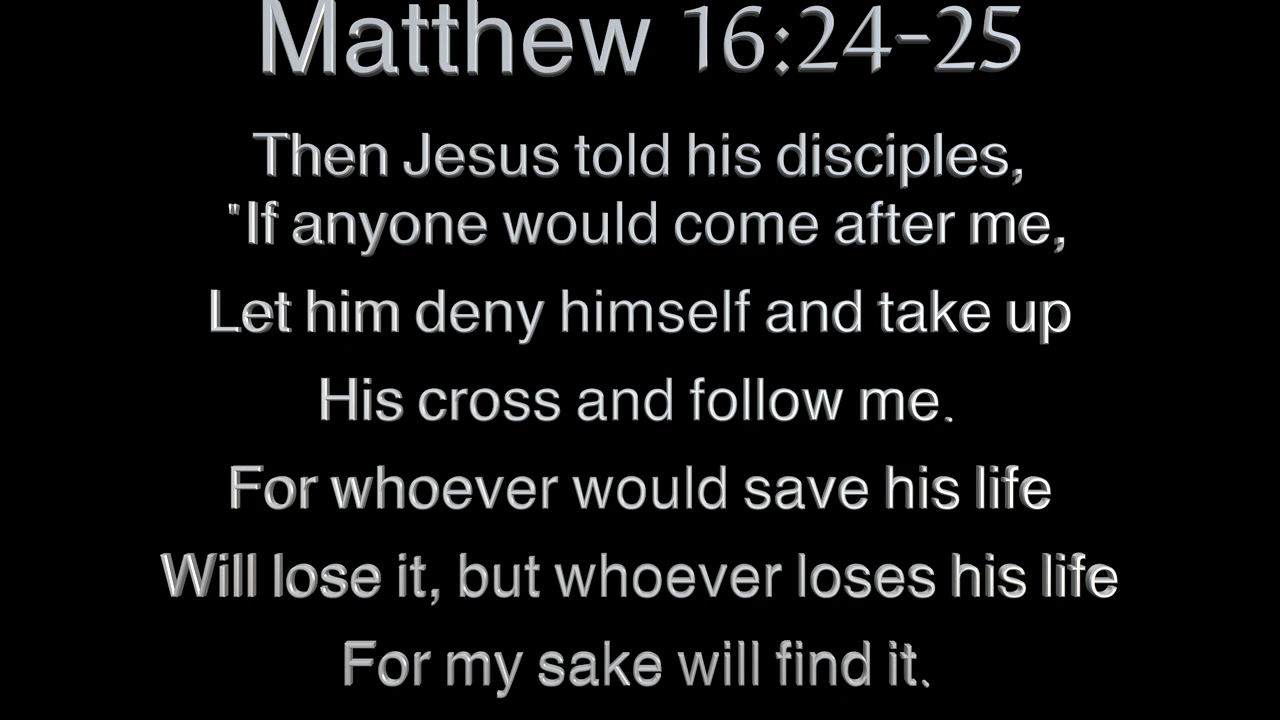 Matthew 16:24-25
Then Jesus told his disciples,
"If anyone would come after me,
Let him deny himself and take up
His cross and follow me.
For whoever would save his life
Will lose it, but whoever loses his life
For my sake will find it.